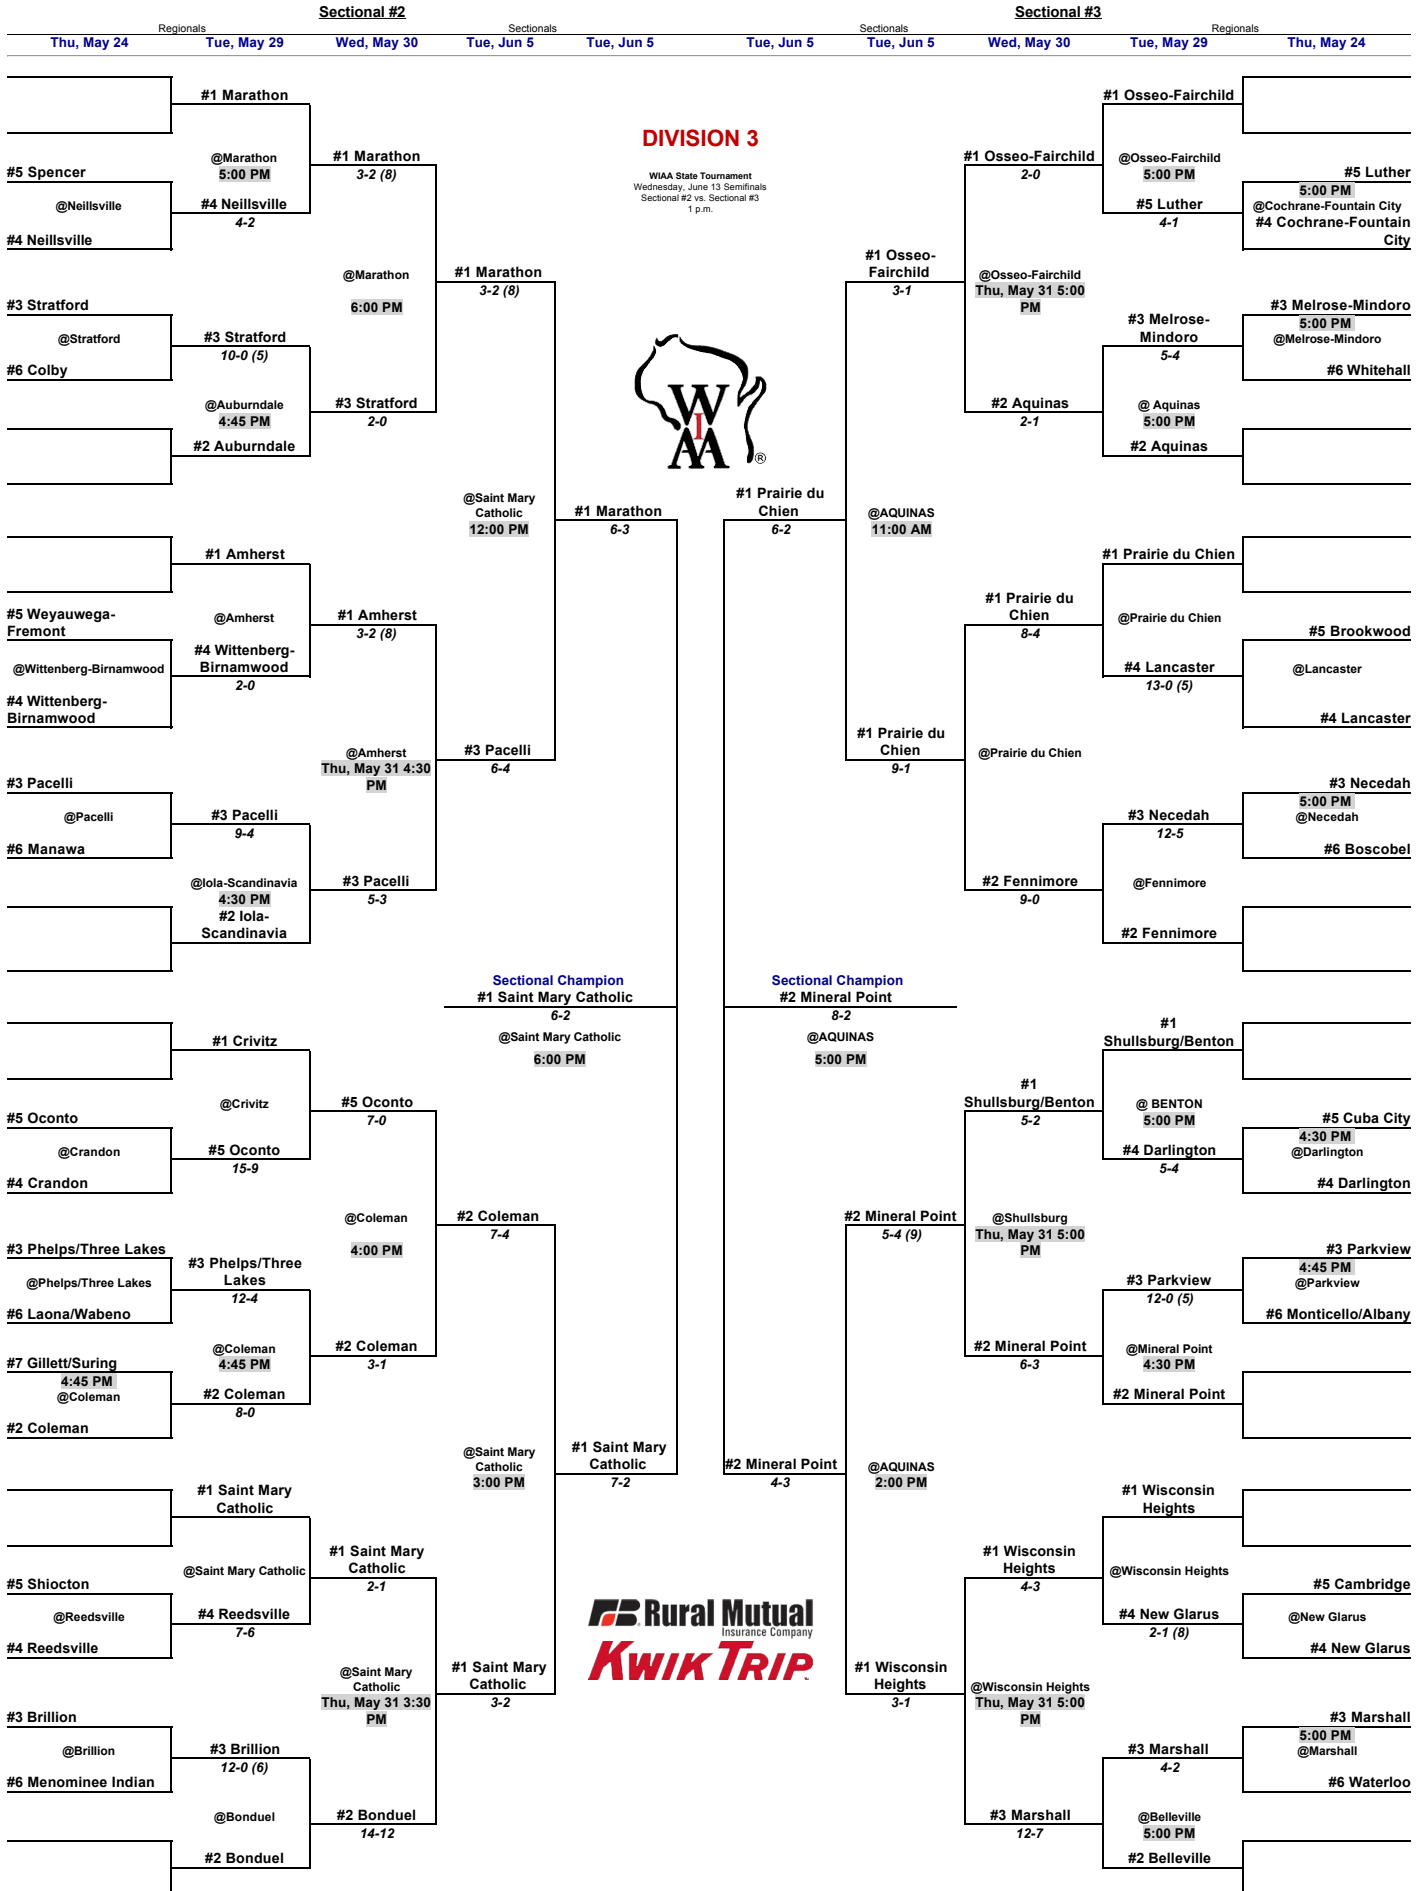 Sectional #2
Sectional #3
Regionals
Sectionals
Sectionals
Regionals
Thu, May 24
Tue, May 29
Wed, May 30
Tue, Jun 5
Tue, Jun 5
Tue, Jun 5
Tue, Jun 5
Wed, May 30
Tue, May 29
Thu, May 24
DIVISION 3
WIAA State Tournament
Wednesday, June 13 Semifinals
Sectional #2 vs. Sectional #3
1 p.m.
#5 Spencer
@Neillsville
#4 Neillsville
#3 Stratford
@Stratford
#6 Colby
#5 Weyauwega-
Fremont
@Wittenberg-Birnamwood
#4 Wittenberg-
Birnamwood
#3 Pacelli
@Pacelli
#6 Manawa
#5 Oconto
@Crandon
#4 Crandon
#3 Phelps/Three Lakes
@Phelps/Three Lakes
#6 Laona/Wabeno
#7 Gillett/Suring
4:45 PM
@Coleman
#2 Coleman
#5 Shiocton
@Reedsville
#4 Reedsville
#3 Brillion
@Brillion
#6 Menominee Indian
#1 Marathon
@Marathon
5:00 PM
#4 Neillsville
4-2
#3 Stratford
10-0 (5)
@Auburndale
4:45 PM
#2 Auburndale
#1 Amherst
@Amherst
#4 Wittenberg-
Birnamwood
2-0
#3 Pacelli
9-4
@Iola-Scandinavia
4:30 PM
#2 Iola-
Scandinavia
#1 Crivitz
@Crivitz
#5 Oconto
15-9
#3 Phelps/Three
Lakes
12-4
@Coleman
4:45 PM
#2 Coleman
8-0
#1 Saint Mary
Catholic
@Saint Mary Catholic
#4 Reedsville
7-6
#3 Brillion
12-0 (6)
@Bonduel
#2 Bonduel
#1 Marathon
3-2 (8)
@Marathon
6:00 PM
#3 Stratford
2-0
#1 Amherst
3-2 (8)
@Amherst
Thu, May 31 4:30
PM
#3 Pacelli
5-3
#5 Oconto
7-0
@Coleman
4:00 PM
#2 Coleman
3-1
#1 Saint Mary
Catholic
2-1
@Saint Mary
Catholic
Thu, May 31 3:30
PM
#2 Bonduel
14-12
#1 Marathon
3-2 (8)
@Saint Mary
Catholic
12:00 PM
#3 Pacelli
6-4
#2 Coleman
7-4
@Saint Mary
Catholic
3:00 PM
#1 Saint Mary
Catholic
3-2
#1 Marathon
6-3
Sectional Champion
#1 Saint Mary Catholic
6-2
@Saint Mary Catholic
6:00 PM
#1 Saint Mary
Catholic
7-2
WIAA
®
Rural Mutual
Insurance Company
KWIK TRIP
#1 Prairie du
Chien
6-2
Sectional Champion
#2 Mineral Point
8-2
@AQUINAS
5:00 PM
#2 Mineral Point
4-3
#1 Osseo-
Fairchild
3-1
@AQUINAS
11:00 AM
#1 Prairie du
Chien
9-1
#2 Mineral Point
5-4 (9)
@AQUINAS
2:00 PM
#1 Wisconsin
Heights
3-1
#1 Osseo-Fairchild
2-0
@Osseo-Fairchild
Thu, May 31 5:00
PM
#2 Aquinas
2-1
#1 Prairie du
Chien
8-4
@Prairie du Chien
#2 Fennimore
9-0
#1
Shullsburg/Benton
5-2
@Shullsburg
Thu, May 31 5:00
PM
#2 Mineral Point
6-3
#1 Wisconsin
Heights
4-3
@Wisconsin Heights
Thu, May 31 5:00
PM
#3 Marshall
12-7
#1 Osseo-Fairchild
@Osseo-Fairchild
5:00 PM
#5 Luther
4-1
#3 Melrose-
Mindoro
5-4
@ Aquinas
5:00 PM
#2 Aquinas
#1 Prairie du Chien
@Prairie du Chien
#4 Lancaster
13-0 (5)
#3 Necedah
12-5
@Fennimore
#2 Fennimore
#1
Shullsburg/Benton
@ BENTON
5:00 PM
#4 Darlington
5-4
#3 Parkview
12-0 (5)
@Mineral Point
4:30 PM
#2 Mineral Point
#1 Wisconsin
Heights
@Wisconsin Heights
#4 New Glarus
2-1 (8)
#3 Marshall
4-2
@Belleville
5:00 PM
#2 Belleville
#5 Luther
5:00 PM
@Cochrane-Fountain City
#4 Cochrane-Fountain
City
#3 Melrose-Mindoro
5:00 PM
@Melrose-Mindoro
#6 Whitehall
#5 Brookwood
@Lancaster
#4 Lancaster
#3 Necedah
5:00 PM
@Necedah
#6 Boscobel
#5 Cuba City
4:30 PM
@Darlington
#4 Darlington
#3 Parkview
4:45 PM
@Parkview
#6 Monticello/Albany
#5 Cambridge
@New Glarus
#4 New Glarus
#3 Marshall
5:00 PM
@Marshall
#6 Waterloo